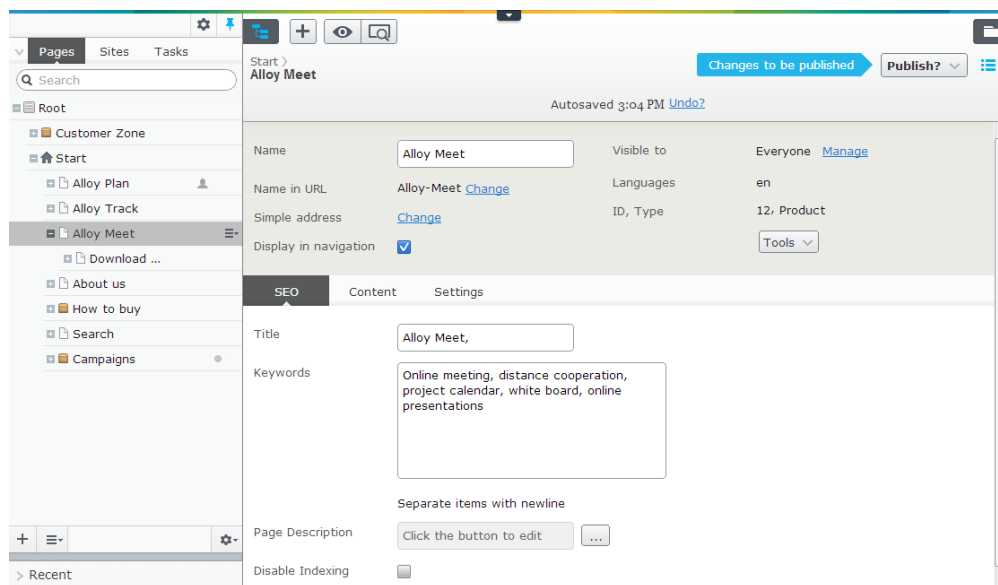 Pages Sites Tasks
Search
Root
Customer Zone
Start
Alloy Plan
Alloy Track
Alloy Meet
Download ...
About us
How to buy
Search
Campaigns
Recent
Start
Alloy Meet
Changes to be published
Publish?
Autosaved 3:04 PM Undo?
Name Alloy Meet
Visible to Everyone Manage
Name in URL Alloy-Meet Change
Languages en
Simple address Change
ID, Type 12, Product
Display in navigation
Tools
SEO Content Settings
Title Alloy Meet,
Keywords Online meeting, distance cooperation,
project calendar, white board, online
presentations
Separate items with newline
Page Description Click the button to edit ...
Disable Indexing